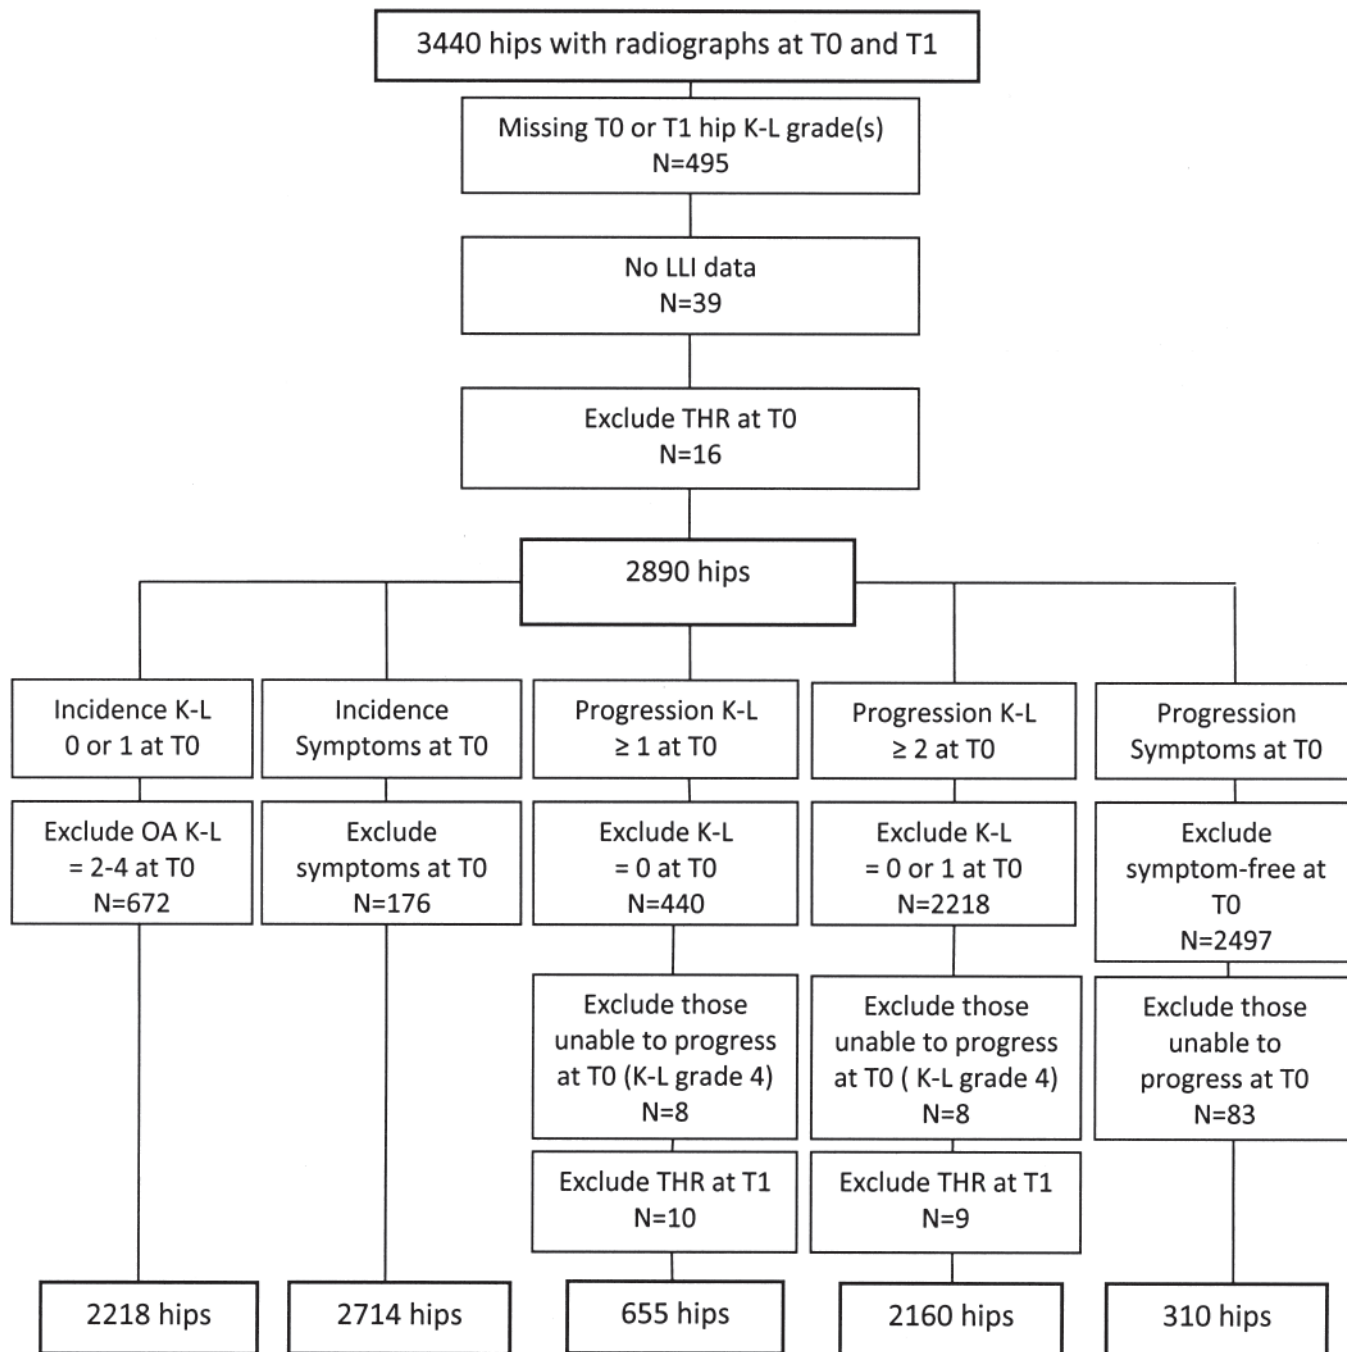 3440 hips with radiographs at T0 and T1
Missing T0 or T1 hip K-L grade(s)
N=495
No LLI data
N=39
Exclude THR at T0
N=16
2890 hips
Incidence K-L
0 or 1 at T0
Exclude OA K-L
= 2-4 at T0
N=672
2218 hips
Incidence
Symptoms at T0
Exclude
symptoms at T0
N=176
2714 hips
Progression K-L
≥ 1 at T0
Exclude K-L
= 0 at T0
N=440
Exclude those
unable to progress
at T0 (K-L grade 4)
N=8
Exclude THR at T1
N=10
655 hips
Progression K-L
≥ 2 at T0
Exclude K-L
= 0 or 1 at T0
N=2218
Exclude those
unable to progress
at T0 ( K-L grade 4)
N=8
Exclude THR at T1
N=9
2160 hips
Progression
Symptoms at T0
Exclude
symptom-free at
T0
N=2497
Exclude those
unable to
progress at T0
N=83
310 hips